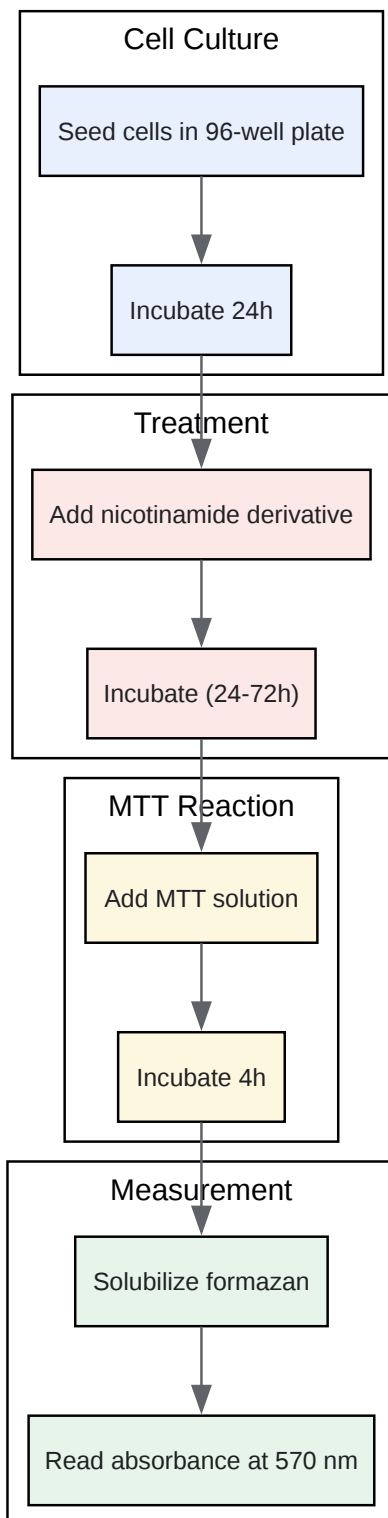 Cell Culture
Seed cells in 96-well plate
Incubate 24h
Treatment
Add nicotinamide derivative
Incubate (24-72h)
MTT Reaction
Add MTT solution
Incubate 4h
Measurement
Solubilize formazan
Read absorbance at 570 nm